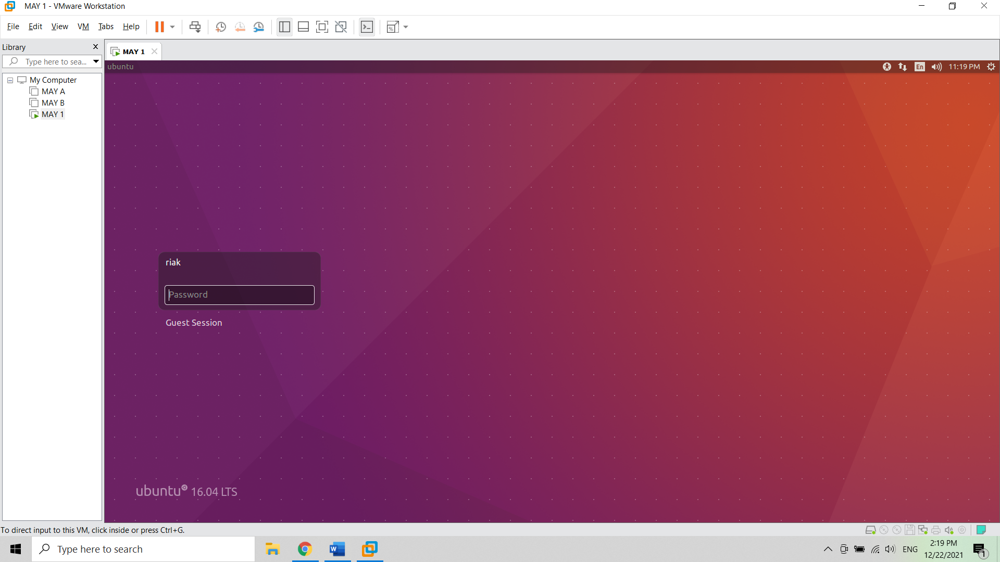 MAY 1 - VMware Workstation
File Edit View VM Tabs Help
Library
Type here to sea...
My Computer
MAY A
MAY B
MAY 1
MAY 1
ubuntu
En
11:19 PM
riak
Password
Guest Session
ubuntu 16.04 LTS
To direct input to this VM, click inside or press Ctrl+G.
Type here to search
W
ENG
2:19 PM
12/22/2021
1